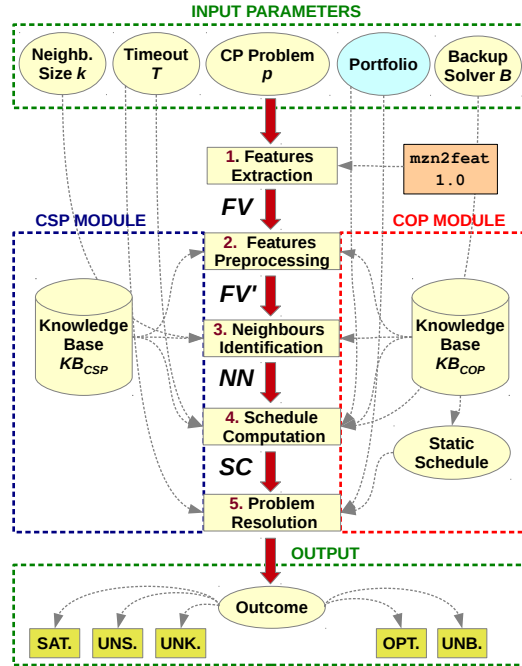 INPUT PARAMETERS
Neighb.
Size k
Timeout
T
CP Problem
p
Portfolio
Backup
Solver B
1. Features
Extraction
mzn2feat
1.0
FV
CSP MODULE
COP MODULE
2. Features
Preprocessing
FV'
Knowledge
Base
KBCSP
3. Neighbours
Identification
Knowledge
Base
KBCOP
NN
4. Schedule
Computation
Static
Schedule
SC
5. Problem
Resolution
OUTPUT
Outcome
SAT.
UNS.
UNK.
OPT.
UNB.